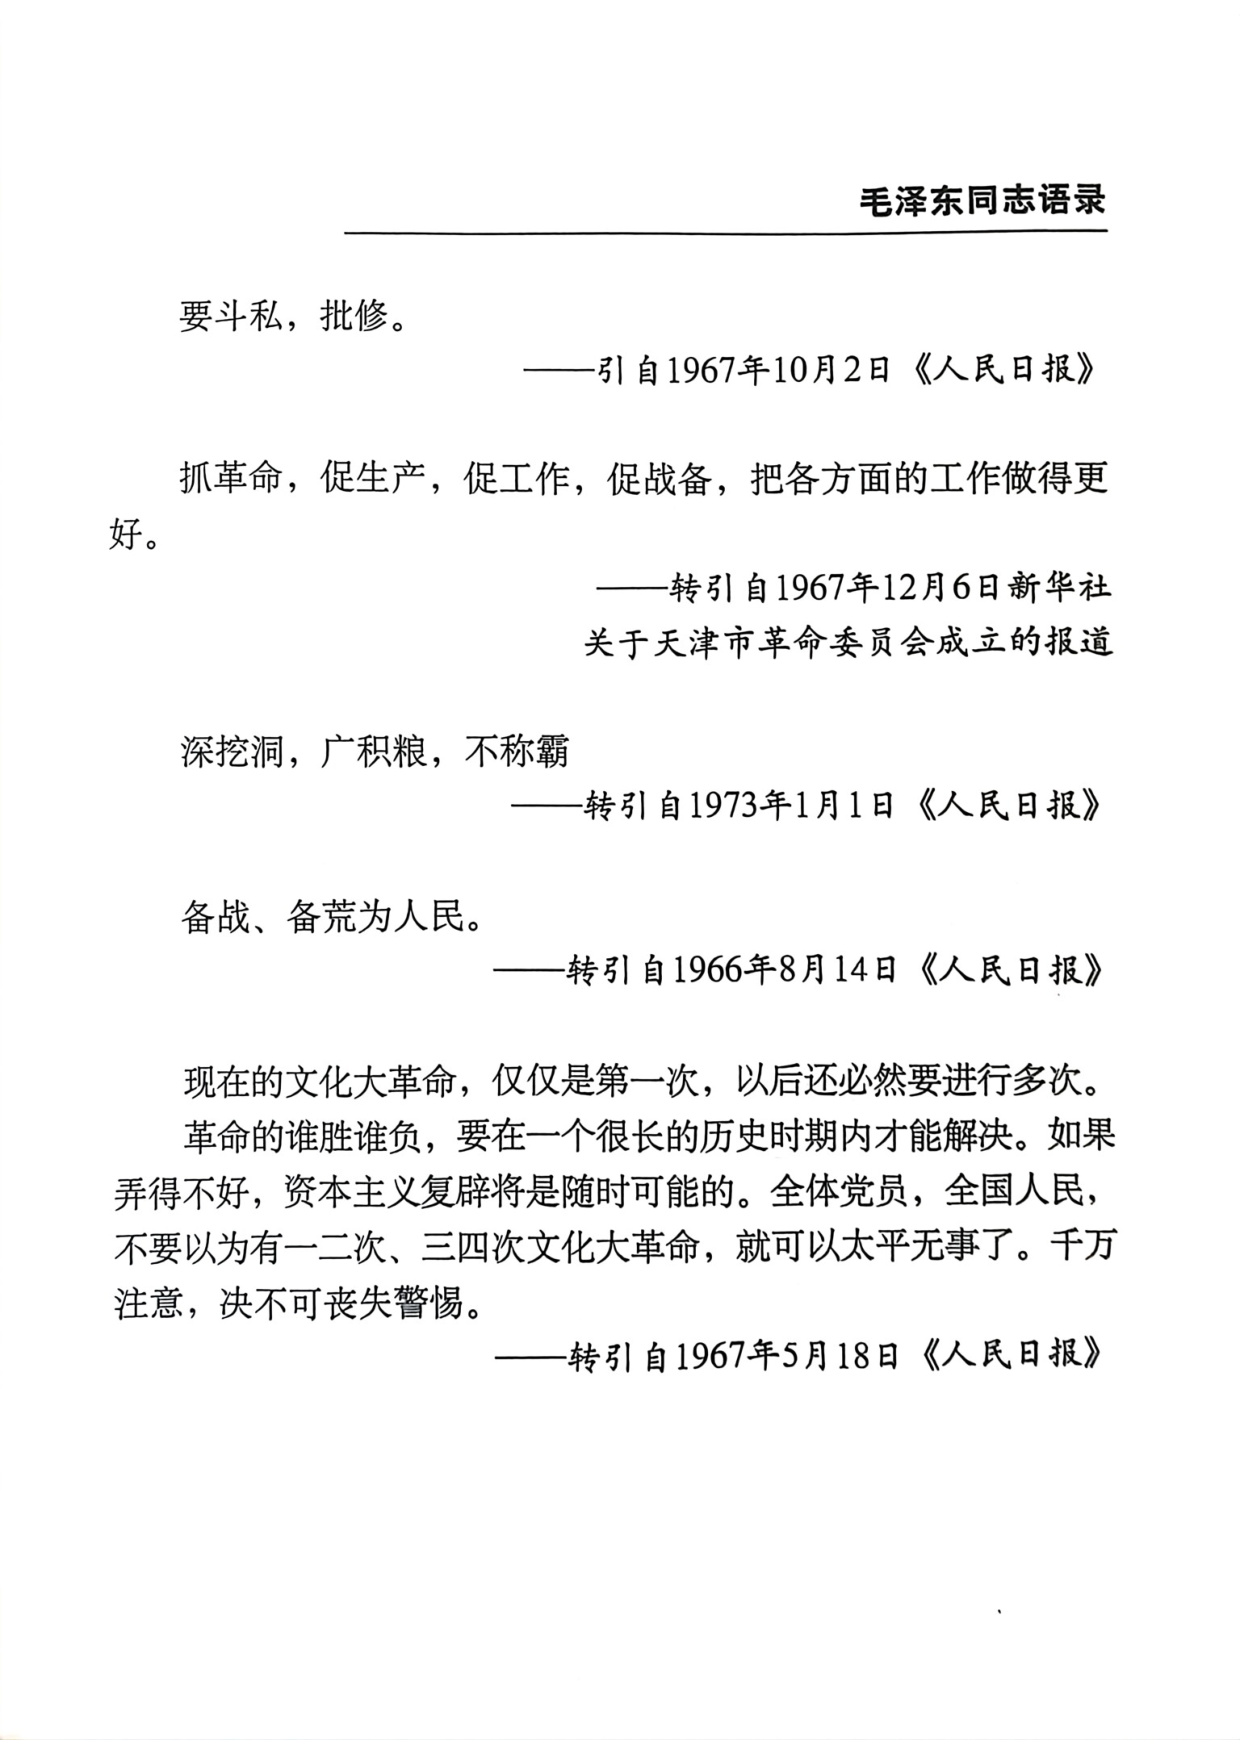 毛泽东同志语录
要斗私，批修。
——引自1967年10月2日《人民日报》
抓革命，促生产，促工作，促战备，把各方面的工作做得更
好。
——转引自1967年12月6日新华社
关于天津市革命委员会成立的报道
深挖洞，广积粮，不称霸
——转引自1973年1月1日《人民日报》
备战、备荒为人民。
——转引自1966年8月14日《人民日报》
现在的文化大革命，仅仅是第一次，以后还必然要进行多次。
革命的谁胜谁负，要在一个很长的历史时期内才能解决。如果
弄得不好，资本主义复辟将是随时可能的。全体党员，全国人民，
不要以为有一二次、三四次文化大革命，就可以太平无事了。千万
注意，决不可丧失警惕。
——转引自1967年5月18日《人民日报》